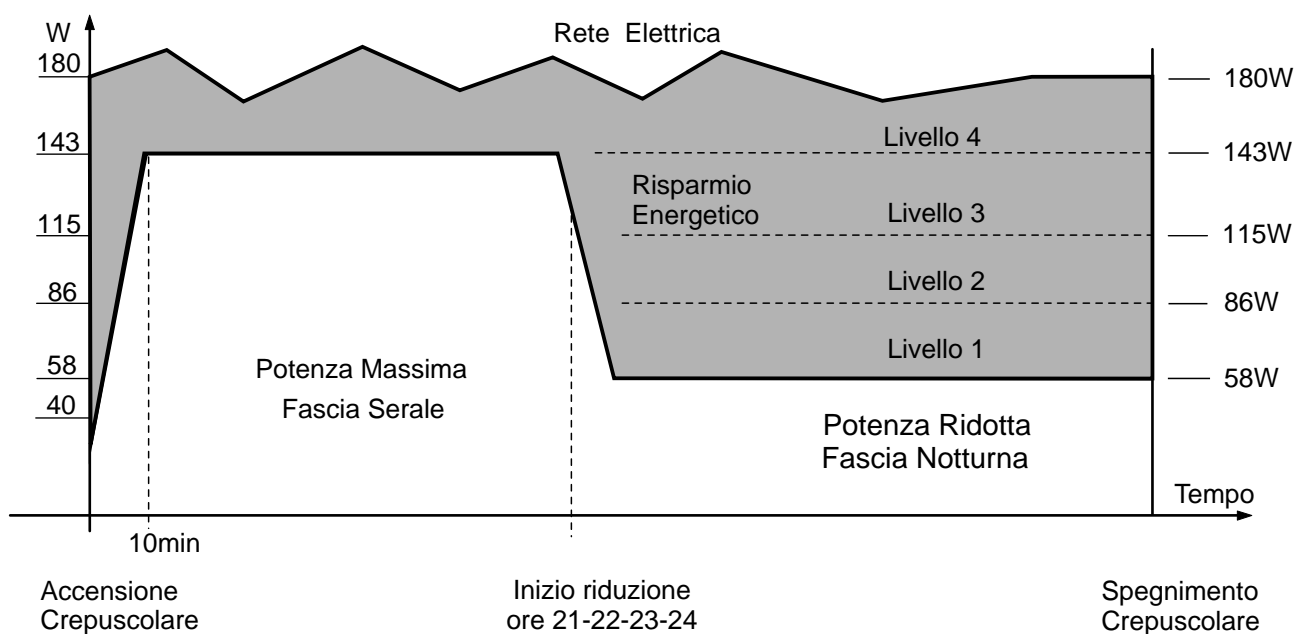 W
Rete Elettrica
180
143
115
86
58
40
180W
143W
115W
86W
58W
Livello 4
Risparmio
Energetico
Livello 3
Livello 2
Livello 1
Potenza Massima
Fascia Serale
Potenza Ridotta
Fascia Notturna
Tempo
10min
Accensione
Crepuscolare
Inizio riduzione
ore 21-22-23-24
Spegnimento
Crepuscolare